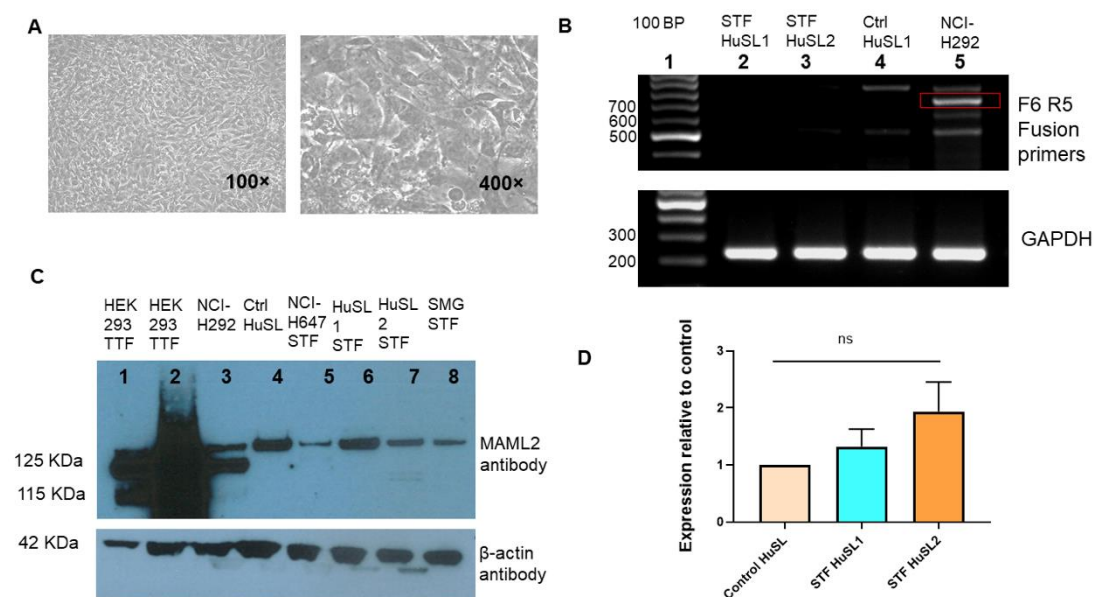 A
100×
400×
B
100 BP
STF
HuSL1
STF
HuSL2
Ctrl
HuSL1
NCI-
H292
1 2 3 4 5
700
600
500
F6 R5
Fusion
primers
300
200
GAPDH
C
HEK
293
TTF
HEK
293
TTF
NCI-
H292
Ctrl
HuSL
NCI-
H647
STF
HuSL
1
STF
HuSL
2
STF
SMG
STF
1 2 3 4 5 6 7 8
125 KDa
115 KDa
MAML2
antibody
42 KDa
β-actin
antibody
D
ns
Expression relative to control
3
2
1
0
Control HuSL
STF HuSL1
STF HuSL2